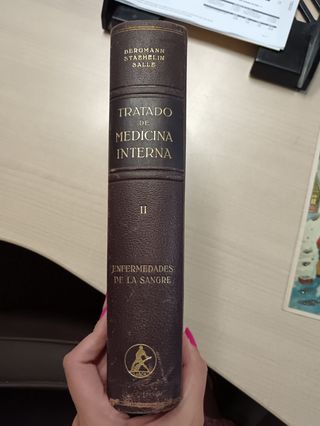 BERGMANN
STAEHELIN
SALLE
TRATADO
DE
MEDICINA
INTERNA
II
ENFERMEDADES
DE LA SANGRE